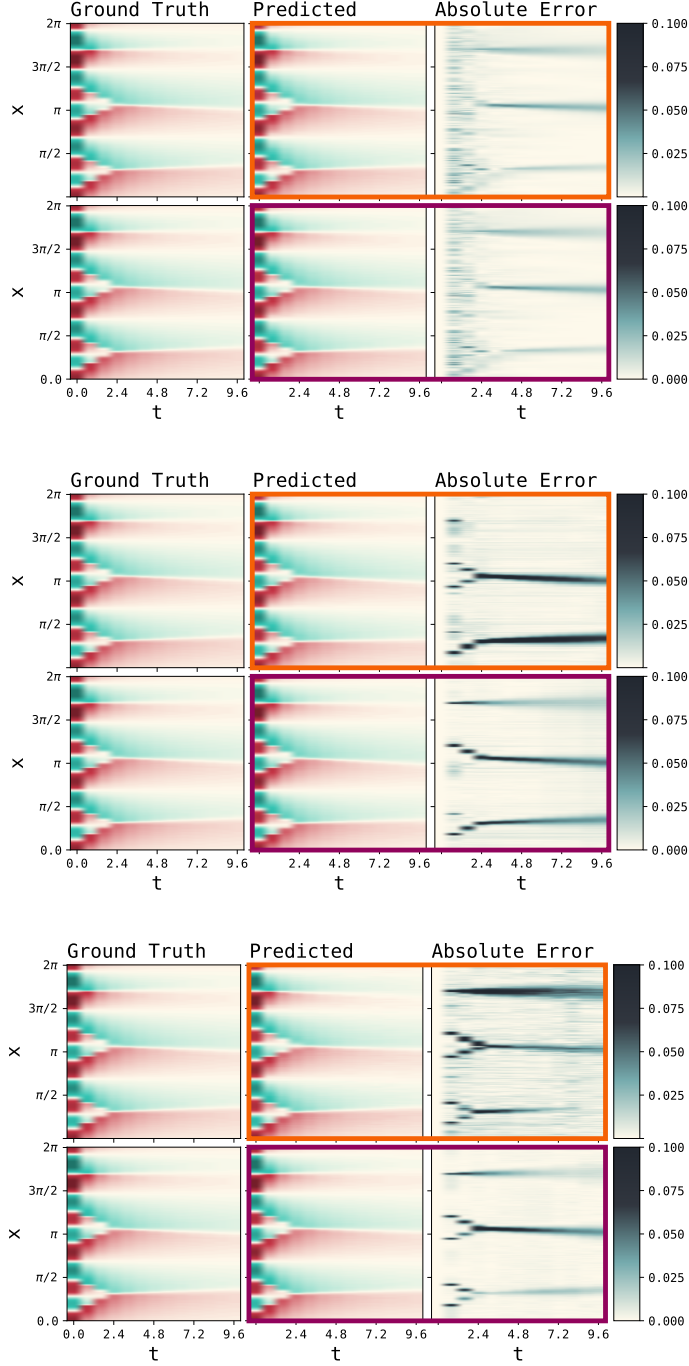 Ground Truth Predicted Absolute Error
2π 0.100
3π/2 0.075
x π 0.050
π/2 0.025
2π 0.100
3π/2 0.075
x π 0.050
π/2 0.025
0.0 0.000
0.0 2.4 4.8 7.2 9.6 2.4 4.8 7.2 9.6 2.4 4.8 7.2 9.6
t t t
Ground Truth Predicted Absolute Error
2π 0.100
3π/2 0.075
x π 0.050
π/2 0.025
2π 0.100
3π/2 0.075
x π 0.050
π/2 0.025
0.0 0.000
0.0 2.4 4.8 7.2 9.6 2.4 4.8 7.2 9.6 2.4 4.8 7.2 9.6
t t t
Ground Truth Predicted Absolute Error
2π 0.100
3π/2 0.075
x π 0.050
π/2 0.025
2π 0.100
3π/2 0.075
x π 0.050
π/2 0.025
0.0 0.000
0.0 2.4 4.8 7.2 9.6 2.4 4.8 7.2 9.6 2.4 4.8 7.2 9.6
t t t